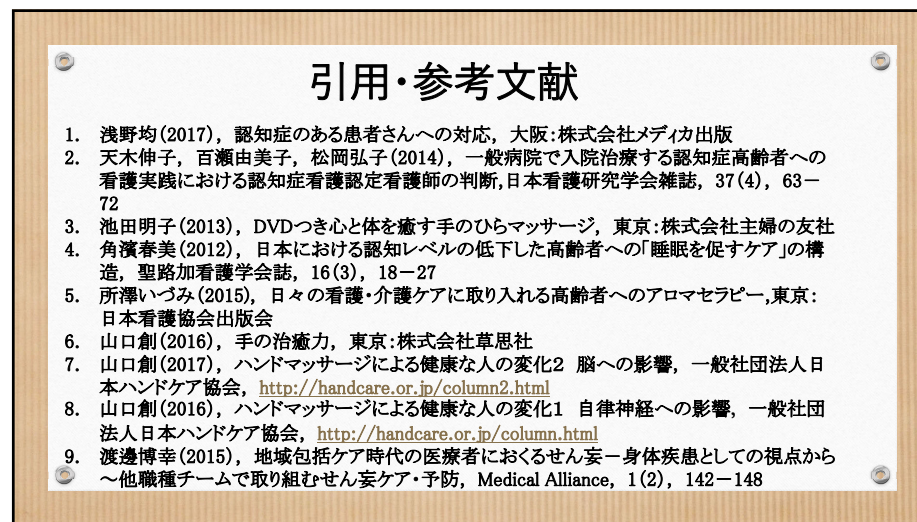 引用・参考文献
1. 浅野均(2017), 認知症のある患者さんへの対応, 大阪:株式会社メディカ出版
2. 天木伸子, 百瀬由美子, 松岡弘子(2014), 一般病院で入院治療する認知症高齢者への
看護実践における認知症看護認定看護師の判断,日本看護研究学会雑誌, 37(4), 63－
72
3. 池田明子(2013), DVDつき心と体を癒す手のひらマッサージ, 東京:株式会社主婦の友社
4. 角濱春美(2012), 日本における認知レベルの低下した高齢者への「睡眠を促すケア」の構
造, 聖路加看護学会誌, 16(3), 18－27
5. 所澤いづみ(2015), 日々の看護・介護ケアに取り入れる高齢者へのアロマセラピー,東京:
日本看護協会出版会
6. 山口創(2016), 手の治癒力, 東京:株式会社草思社
7. 山口創(2017), ハンドマッサージによる健康な人の変化2 脳への影響, 一般社団法人日
本ハンドケア協会, http://handcare.or.jp/column2.html
8. 山口創(2016), ハンドマッサージによる健康な人の変化1 自律神経への影響, 一般社団
法人日本ハンドケア協会, http://handcare.or.jp/column.html
9. 渡邊博幸(2015), 地域包括ケア時代の医療者におくるせん妄－身体疾患としての視点から
～他職種チームで取り組むせん妄ケア・予防, Medical Alliance, 1(2), 142－148